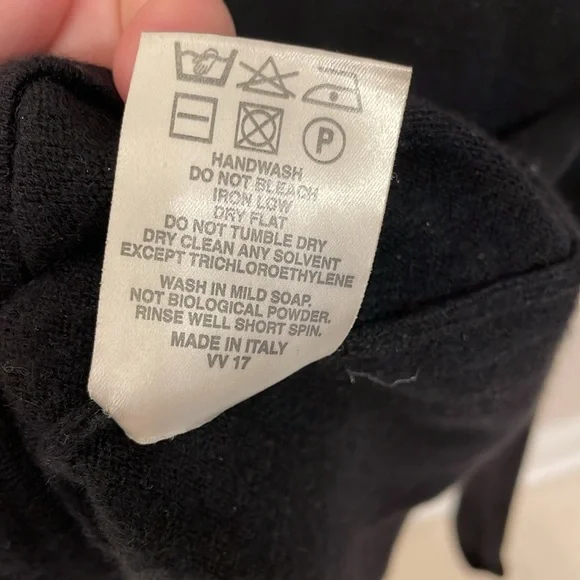 P
HANDWASH
DO NOT BLEACH
IRON LOW
DRY FLAT
DO NOT TUMBLE DRY
DRY CLEAN ANY SOLVENT
EXCEPT TRICHLOROETHYLENE
WASH IN MILD SOAP.
NOT BIOLOGICAL POWDER.
RINSE WELL SHORT SPIN.
MADE IN ITALY
VV 17